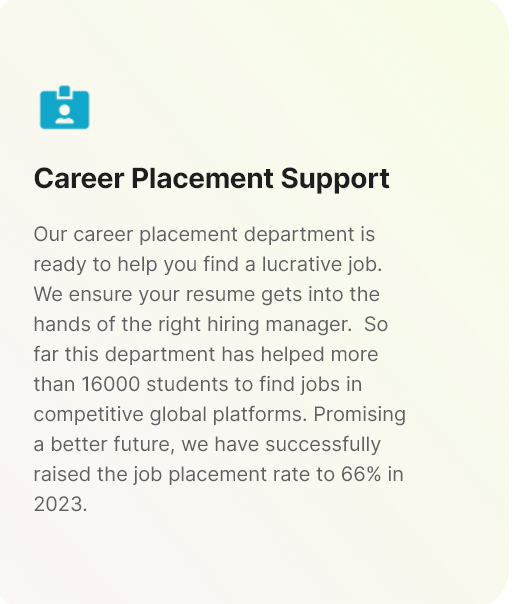 Career Placement Support
Our career placement department is
ready to help you find a lucrative job.
We ensure your resume gets into the
hands of the right hiring manager.  So
far this department has helped more
than 16000 students to find jobs in
competitive global platforms. Promising
a better future, we have successfully
raised the job placement rate to 66% in
2023.